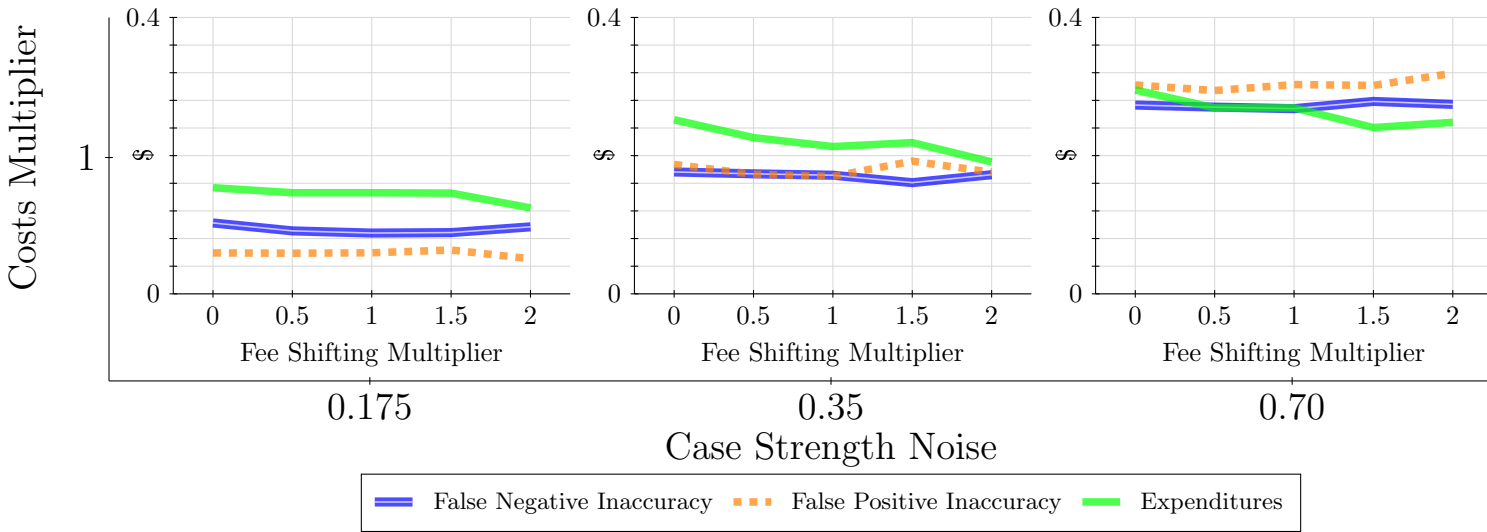 Costs Multiplier
1
0.4
$
0
0 0.5 1 1.5 2
Fee Shifting Multiplier
0.4
$
0
0 0.5 1 1.5 2
Fee Shifting Multiplier
0.4
$
0
0 0.5 1 1.5 2
Fee Shifting Multiplier
0.175 0.35 0.70
Case Strength Noise
False Negative Inaccuracy False Positive Inaccuracy Expenditures